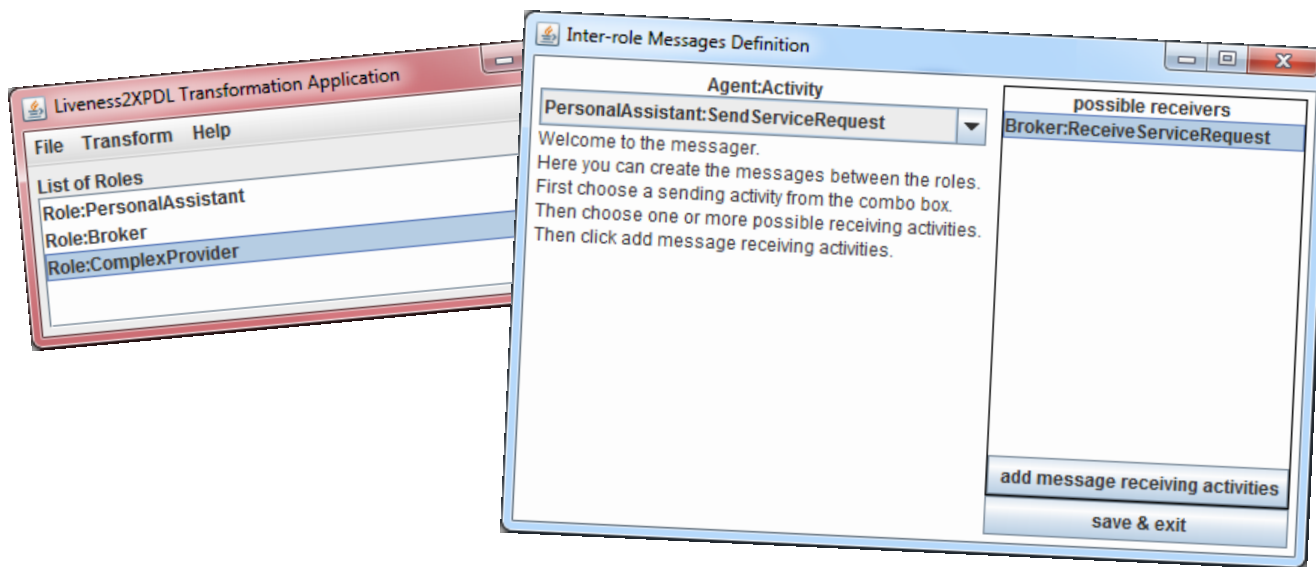 Liveness2XPDL Transformation Application
File Transform Help
List of Roles
Role:PersonalAssistant
Role:Broker
Role:ComplexProvider
Inter-role Messages Definition
Agent:Activity
PersonalAssistant:SendServiceRequest
Welcome to the messager.
Here you can create the messages between the roles.
First choose a sending activity from the combo box.
Then choose one or more possible receiving activities.
Then click add message receiving activities.
possible receivers
Broker:ReceiveServiceRequest
add message receiving activities
save & exit